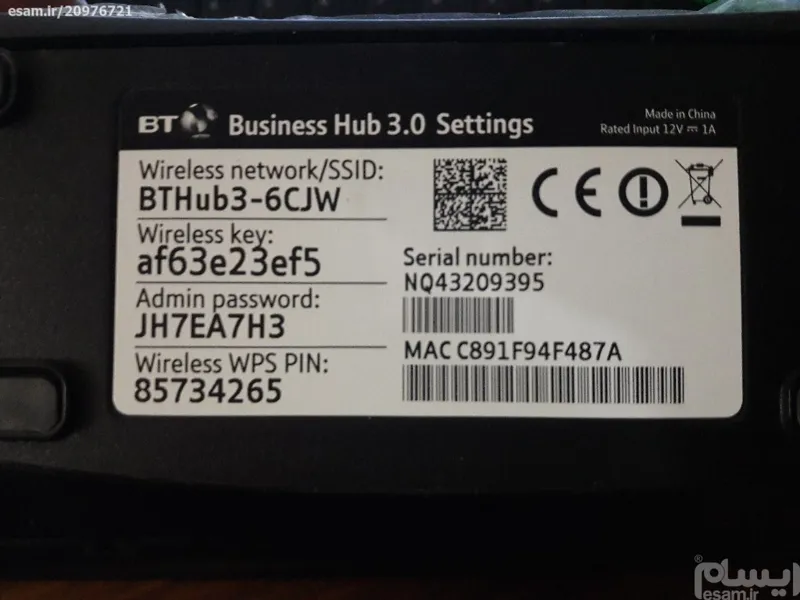 esam.ir/20976721
BT Business Hub 3.0 Settings
Made in China
Rated Input 12V ⎓ 1A
Wireless network/SSID:
BTHub3-6CJW
Wireless key:
af63e23ef5
Admin password:
JH7EA7H3
Wireless WPS PIN:
85734265
CE
Serial number:
NQ43209395
MAC C891F94F487A
ایسام®
esam.ir